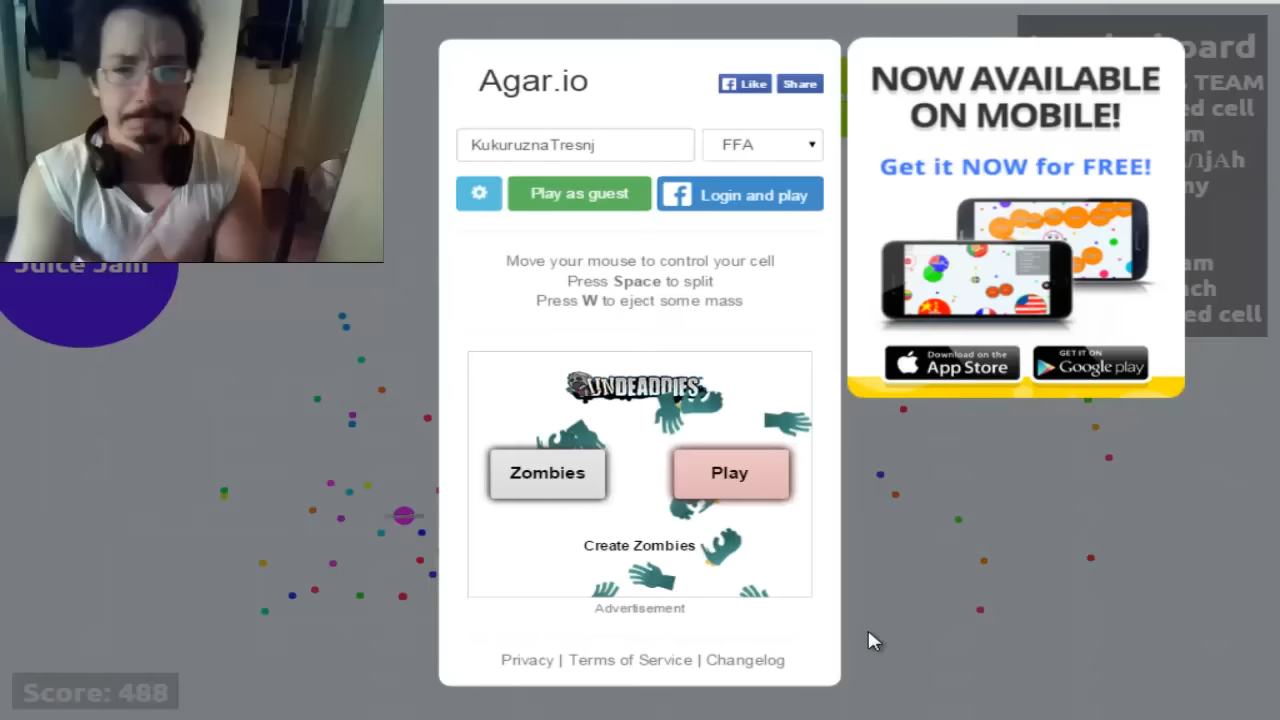 Agar.io
Like
Share
KukuruznaTresnj
FFA
Play as guest
Login and play
Move your mouse to control your cell
Press Space to split
Press W to eject some mass
UNDEADDIES
Zombies
Play
Create Zombies
Advertisement
Privacy | Terms of Service | Changelog
NOW AVAILABLE
ON MOBILE!
Get it NOW for FREE!
Download on the
App Store
GET IT ON
Google play
TEAM
cell
cell
Juice Jam
Score: 488